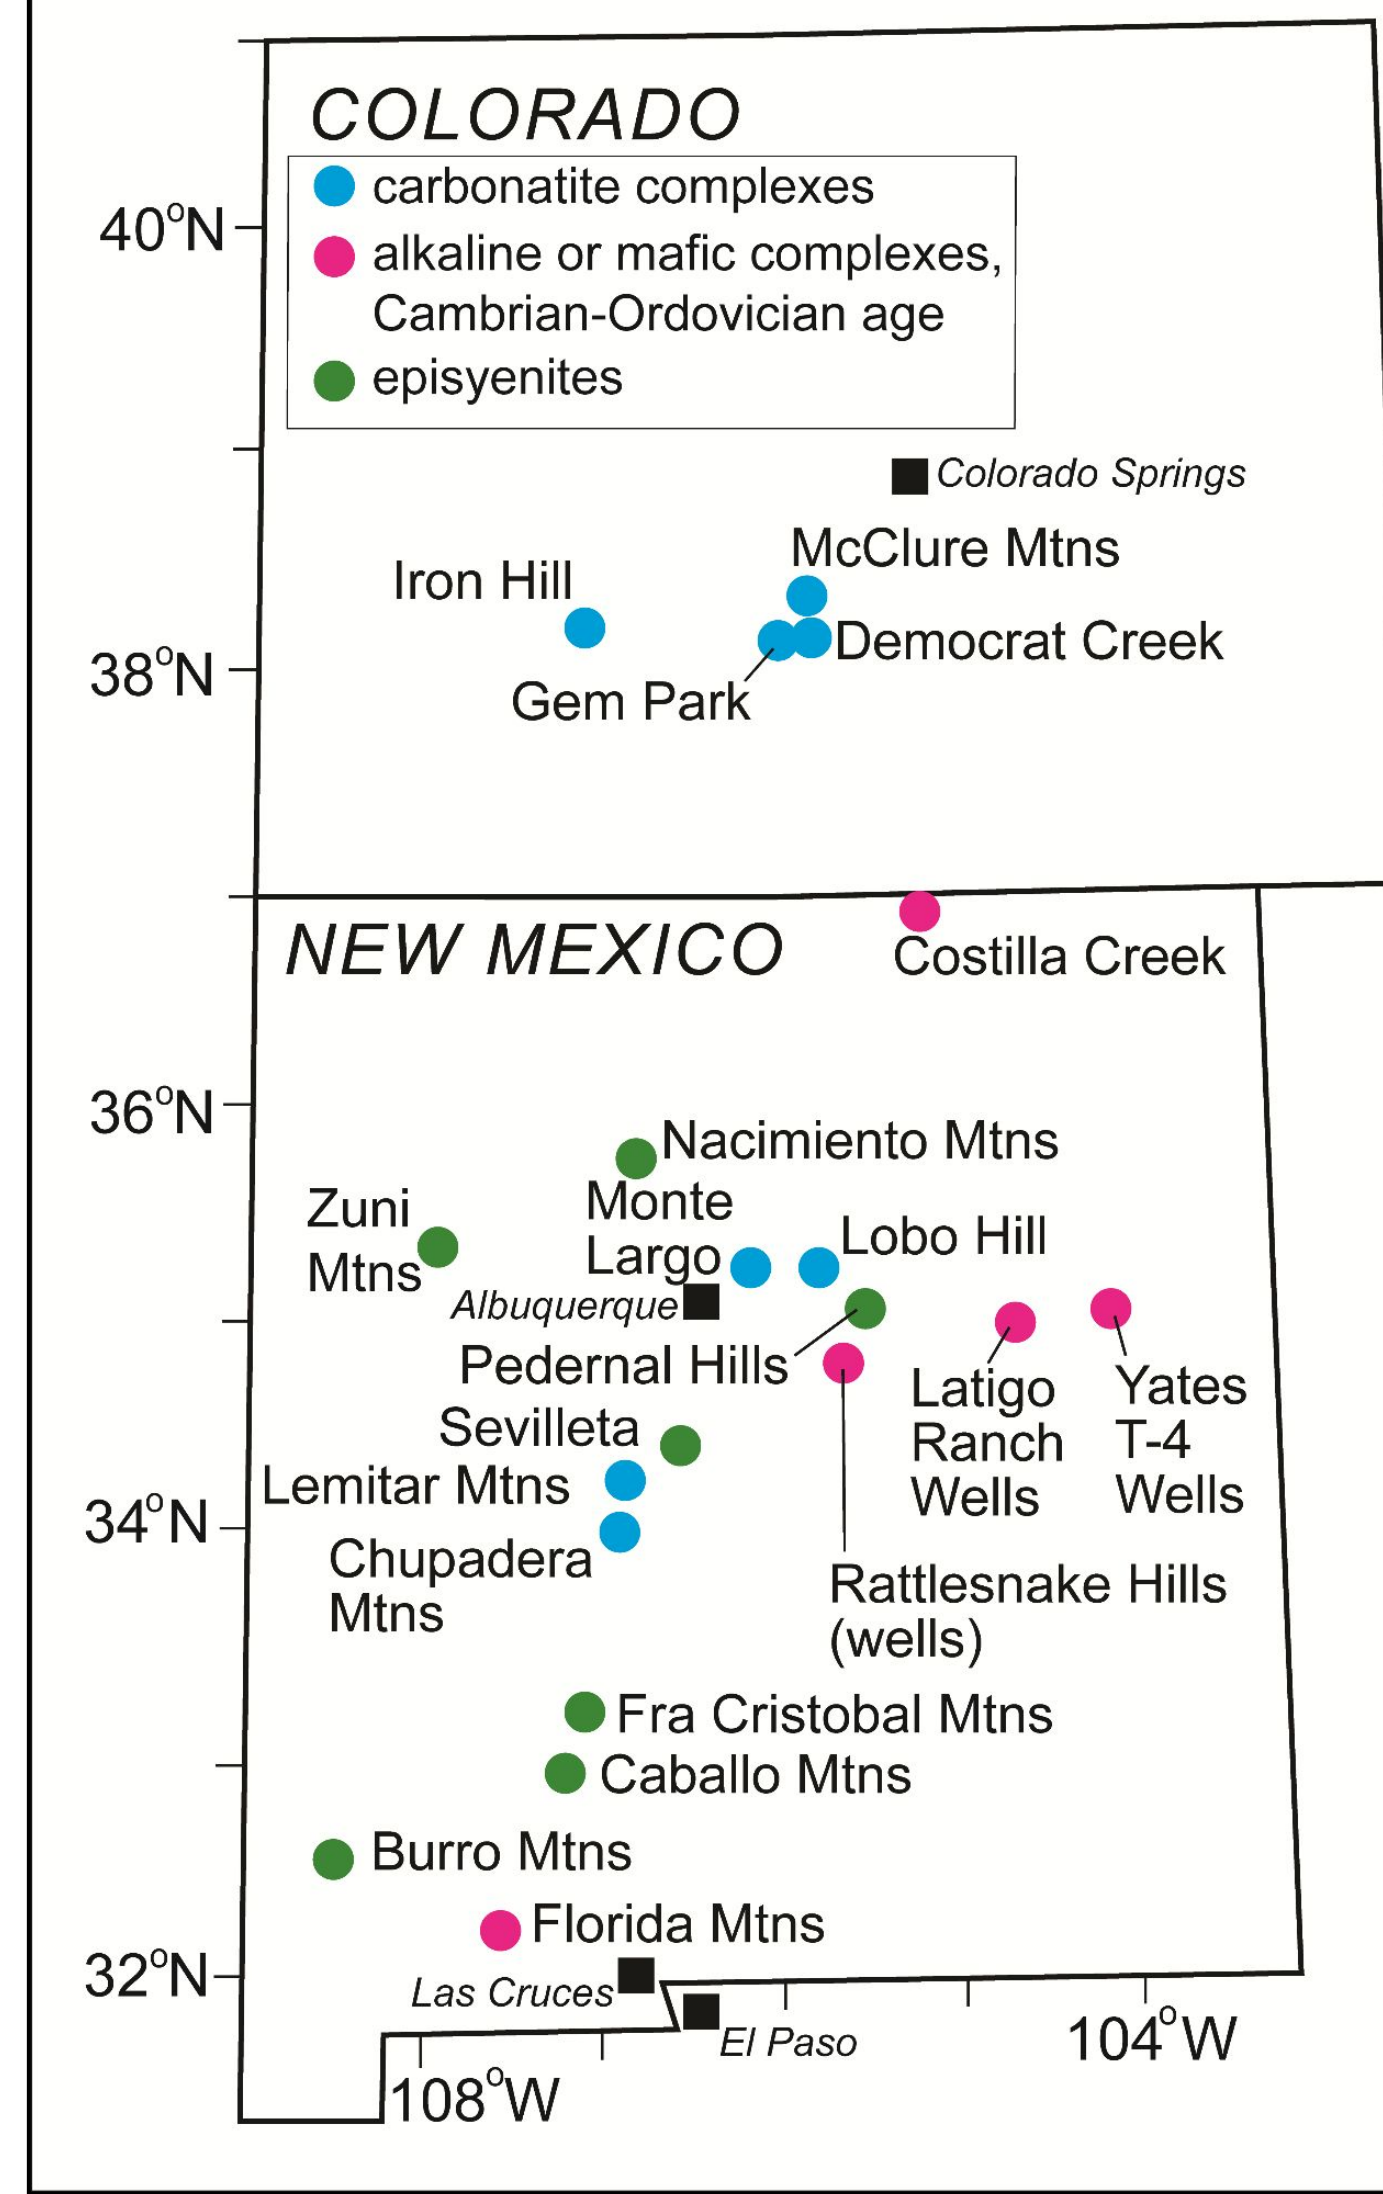 COLORADO
carbonatite complexes
40°N
alkaline or mafic complexes,
Cambrian-Ordovician age
episyenites
Colorado Springs
McClure Mtns
Iron Hill
Democrat Creek
38°N
Gem Park
NEW MEXICO
Costilla Creek
36°N
Nacimiento Mtns
Zuni
Mtns
Monte
Largo
Lobo Hill
Albuquerque
Pedernal Hills
Latigo
Ranch
Wells
Yates
T-4
Wells
Sevilleta
Lemitar Mtns
34°N
Chupadera
Mtns
Rattlesnake Hills
(wells)
Fra Cristobal Mtns
Caballo Mtns
Burro Mtns
Florida Mtns
32°N
Las Cruces
El Paso
104°W
108°W